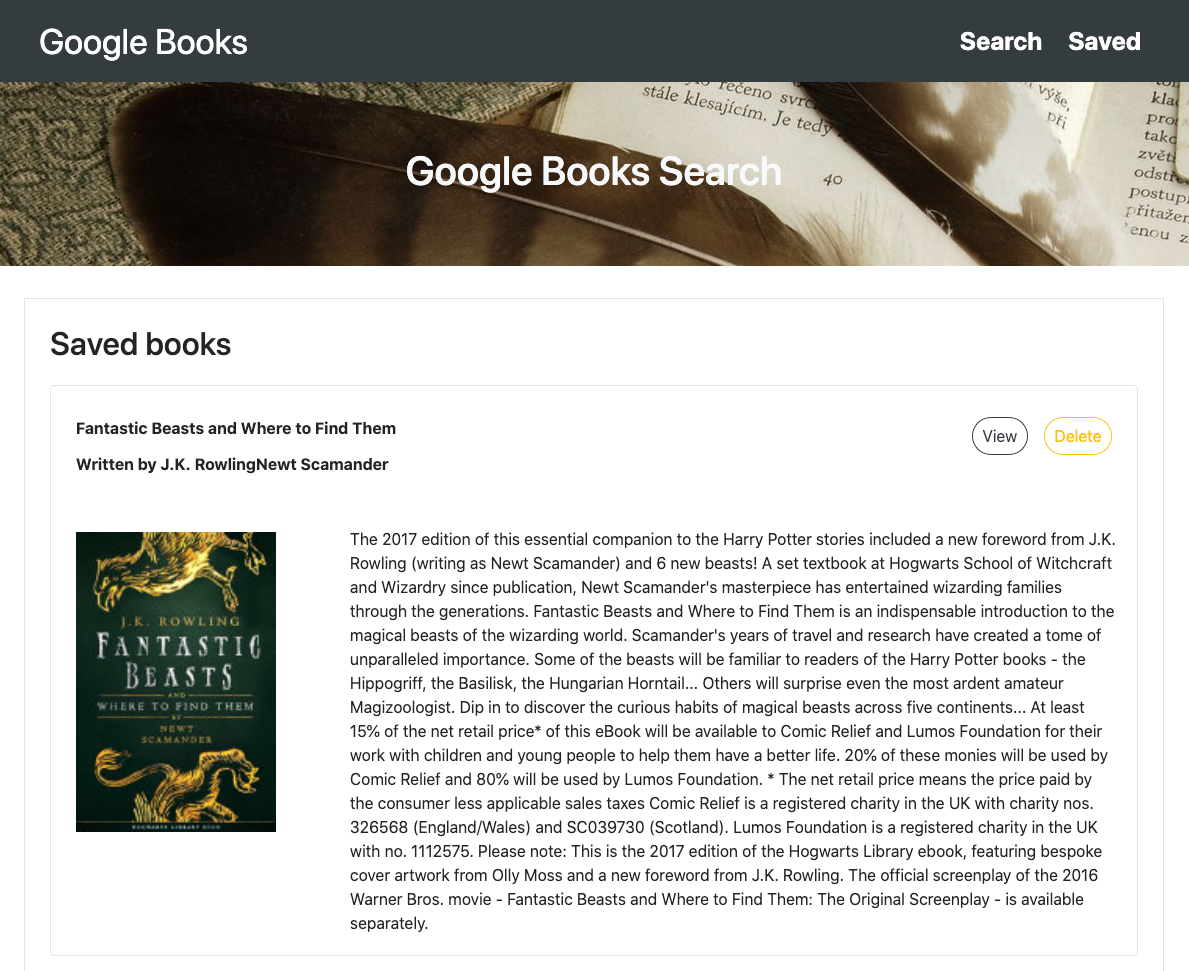 Google Books
Search Saved
řečeno
stále klesajícím. Je tedy
40
výše,
při
Google Books Search
Saved books
Fantastic Beasts and Where to Find Them
View
Delete
Written by J.K. RowlingNewt Scamander
J.K. ROWLING
FANTASTIC
BEASTS
AND
WHERE TO FIND THEM
BY
NEWT
SCAMANDER
HOGWARTS LIBRARY BOOK
The 2017 edition of this essential companion to the Harry Potter stories included a new foreword from J.K.
Rowling (writing as Newt Scamander) and 6 new beasts! A set textbook at Hogwarts School of Witchcraft
and Wizardry since publication, Newt Scamander's masterpiece has entertained wizarding families
through the generations. Fantastic Beasts and Where to Find Them is an indispensable introduction to the
magical beasts of the wizarding world. Scamander's years of travel and research have created a tome of
unparalleled importance. Some of the beasts will be familiar to readers of the Harry Potter books - the
Hippogriff, the Basilisk, the Hungarian Horntail... Others will surprise even the most ardent amateur
Magizoologist. Dip in to discover the curious habits of magical beasts across five continents... At least
15% of the net retail price* of this eBook will be available to Comic Relief and Lumos Foundation for their
work with children and young people to help them have a better life. 20% of these monies will be used by
Comic Relief and 80% will be used by Lumos Foundation. * The net retail price means the price paid by
the consumer less applicable sales taxes Comic Relief is a registered charity in the UK with charity nos.
326568 (England/Wales) and SC039730 (Scotland). Lumos Foundation is a registered charity in the UK
with no. 1112575. Please note: This is the 2017 edition of the Hogwarts Library ebook, featuring bespoke
cover artwork from Olly Moss and a new foreword from J.K. Rowling. The official screenplay of the 2016
Warner Bros. movie - Fantastic Beasts and Where to Find Them: The Original Screenplay - is available
separately.